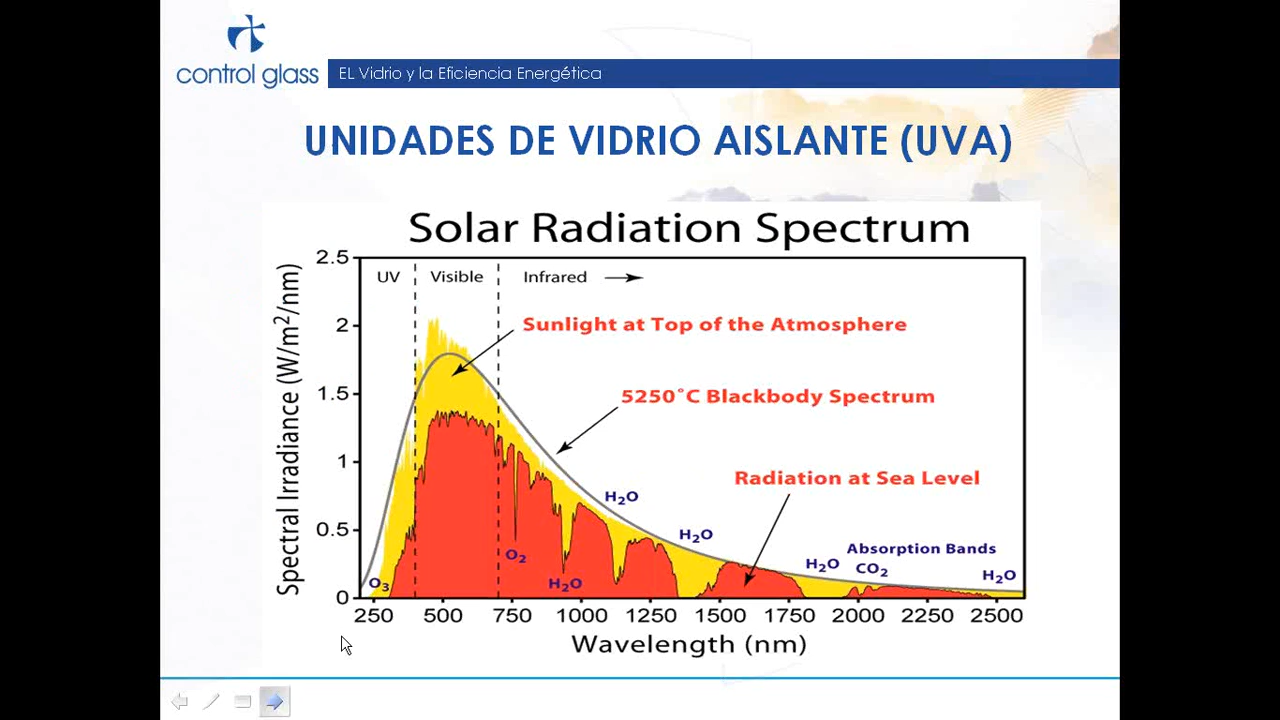 control glass
EL Vidrio y la Eficiencia Energética
UNIDADES DE VIDRIO AISLANTE (UVA)
Solar Radiation Spectrum
UV
Visible
Infrared
Sunlight at Top of the Atmosphere
5250°C Blackbody Spectrum
Radiation at Sea Level
Absorption Bands
O₃
O₂
H₂O
H₂O
H₂O
H₂O
CO₂
H₂O
Spectral Irradiance (W/m²/nm)
2.5
2
1.5
1
0.5
0
250 500 750 1000 1250 1500 1750 2000 2250 2500
Wavelength (nm)